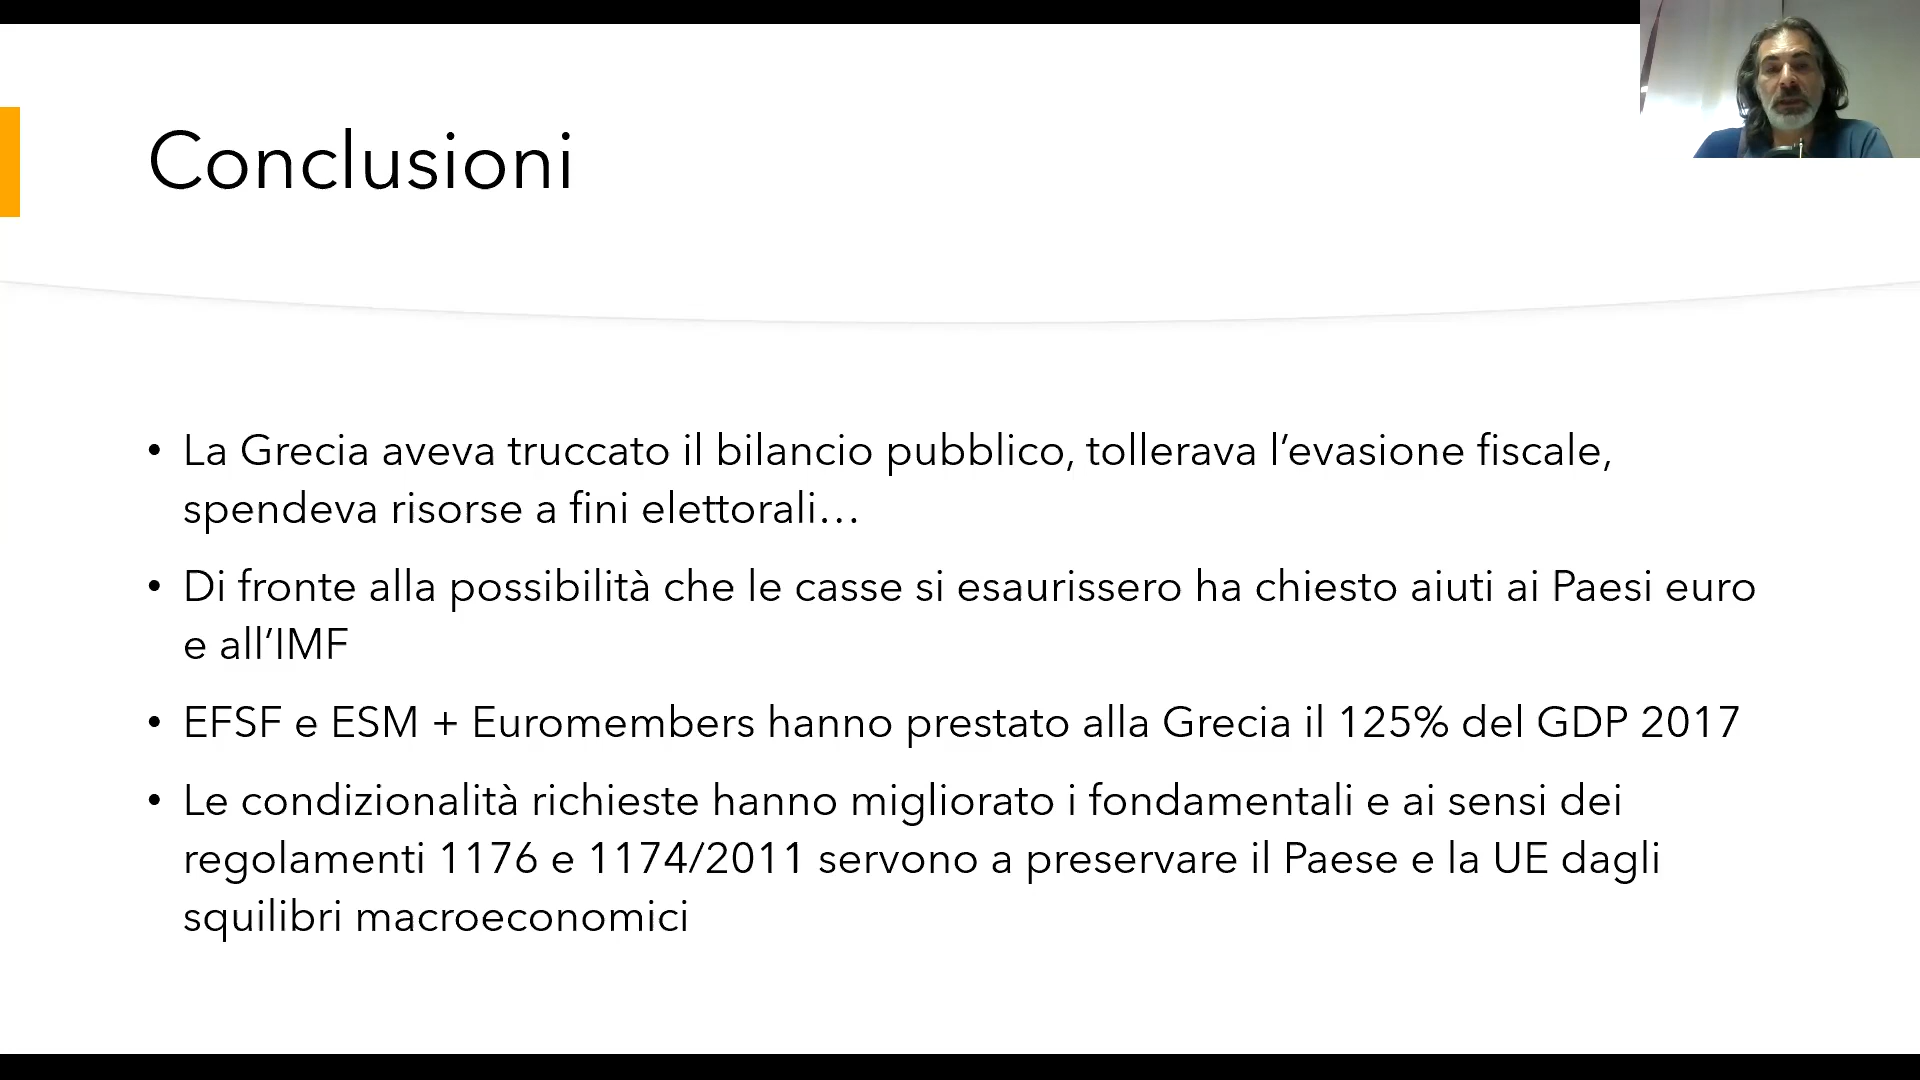 Conclusioni
• La Grecia aveva truccato il bilancio pubblico, tollerava l’evasione fiscale,
spendeva risorse a fini elettorali…
• Di fronte alla possibilità che le casse si esaurissero ha chiesto aiuti ai Paesi euro
e all’IMF
• EFSF e ESM + Euromembers hanno prestato alla Grecia il 125% del GDP 2017
• Le condizionalità richieste hanno migliorato i fondamentali e ai sensi dei
regolamenti 1176 e 1174/2011 servono a preservare il Paese e la UE dagli
squilibri macroeconomici